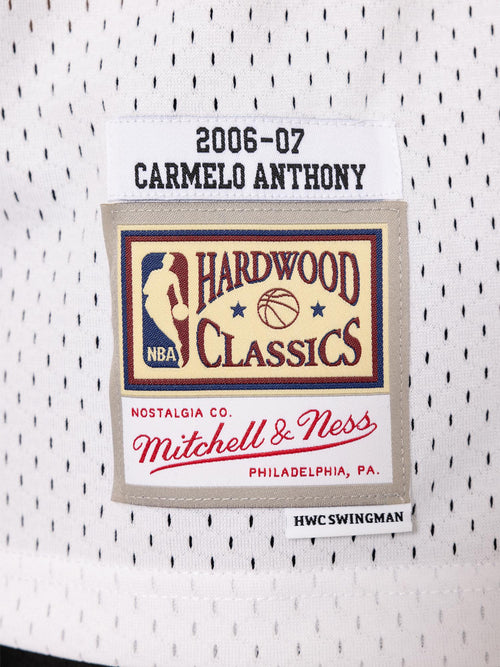 2006-07
CARMELO ANTHONY
HARDWOOD
CLASSICS
NBA
NOSTALGIA CO.
Mitchell & Ness
PHILADELPHIA, PA.
HWC SWINGMAN